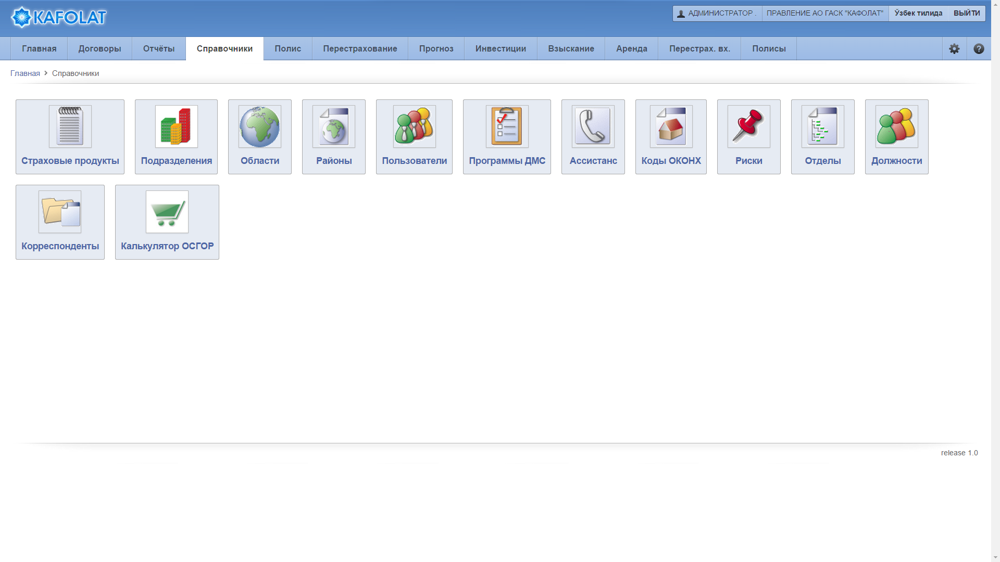 KAFOLAT
АДМИНИСТРАТОР .
ПРАВЛЕНИЕ АО ГАСК "КАФОЛАТ"
Ўзбек тилида
ВЫЙТИ
Главная
Договоры
Отчёты
Справочники
Полис
Перестрахование
Прогноз
Инвестиции
Взыскание
Аренда
Перестрах. вх.
Полисы
Главная
Справочники
Страховые продукты
Подразделения
Области
Районы
Пользователи
Программы ДМС
Ассистанс
Коды ОКОНХ
Риски
Отделы
Должности
Корреспонденты
Калькулятор ОСГОР
release 1.0